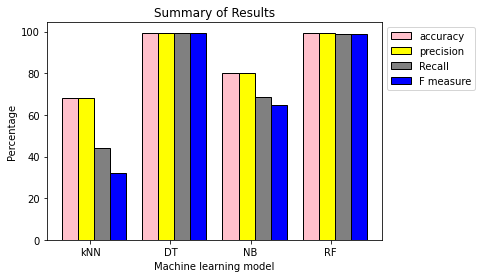 Summary of Results
accuracy
precision
Recall
F measure
Percentage
100
80
60
40
20
0
kNN DT NB RF
Machine learning model